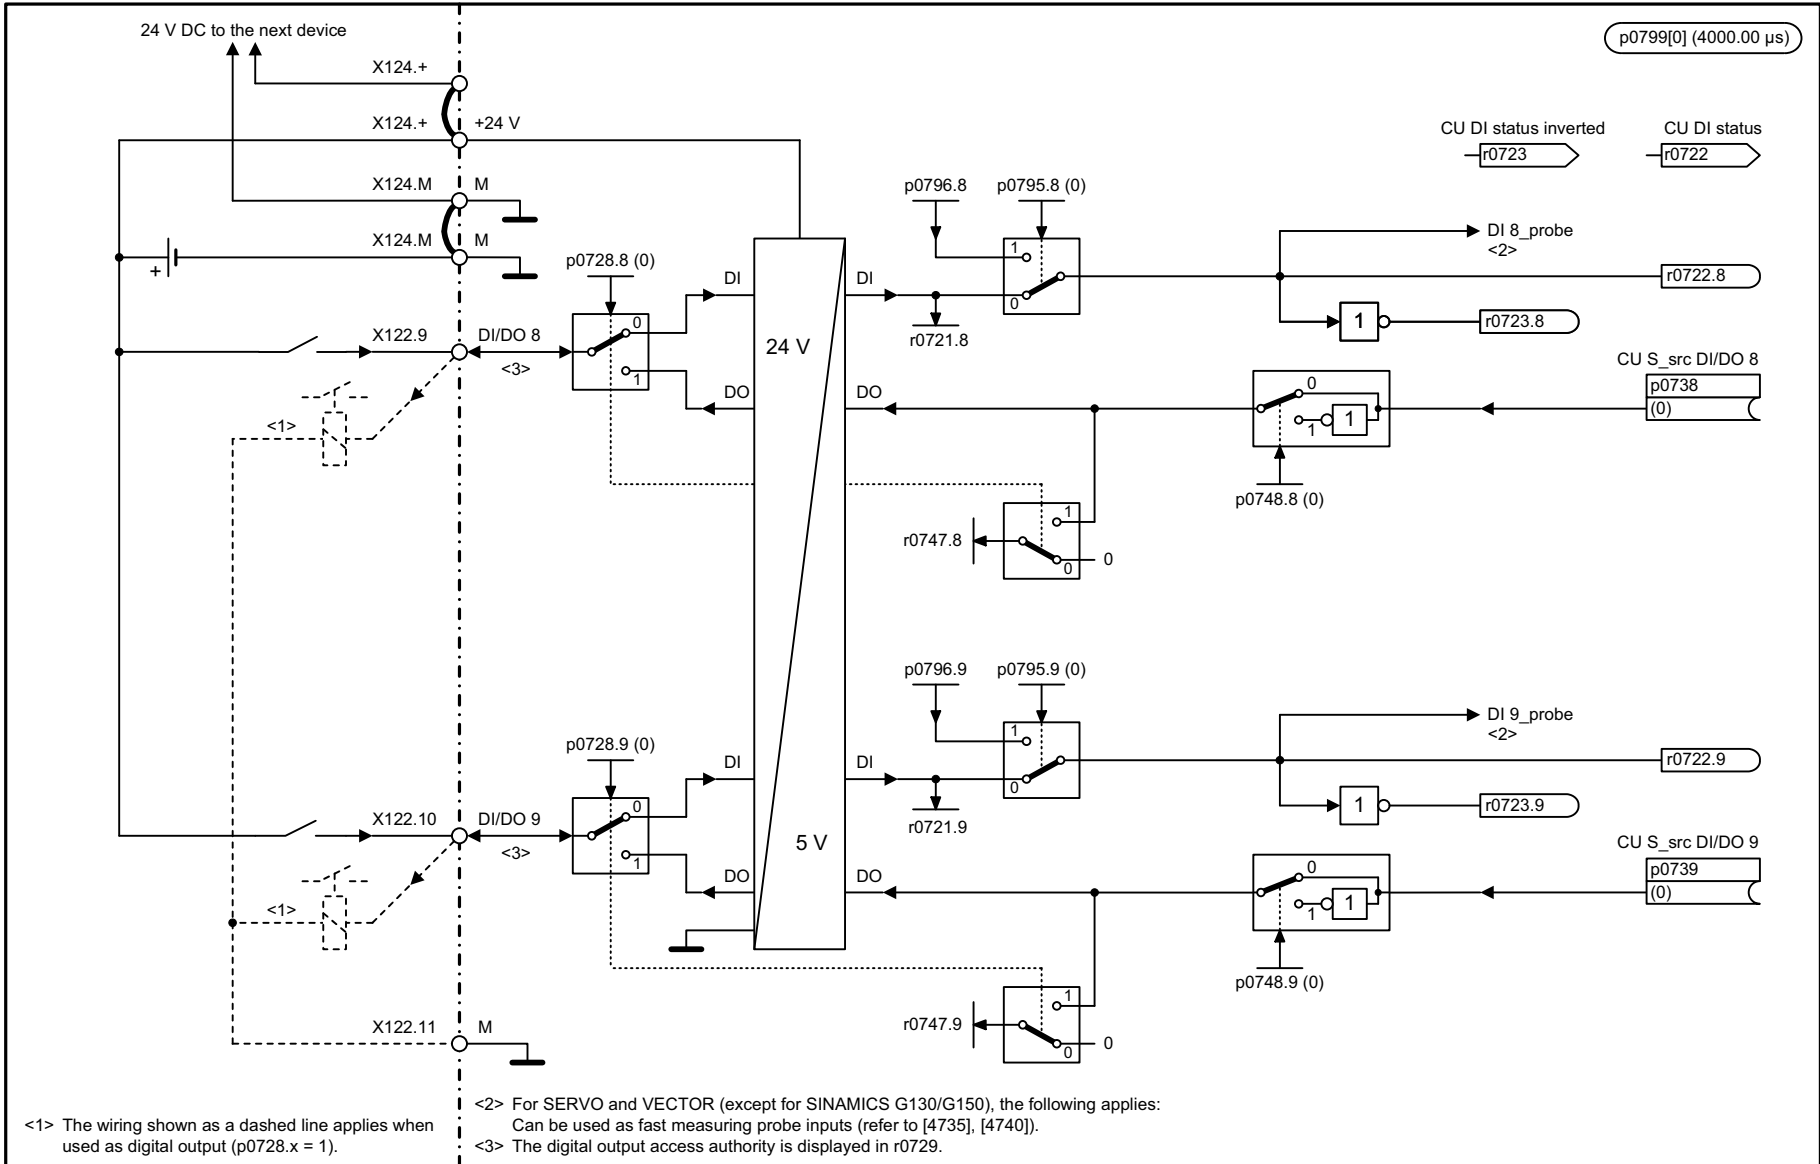 24 V DC to the next device
p0799[0] (4000.00 µs)
X124.+
X124.+ +24 V
CU DI status inverted CU DI status
r0723 r0722
X124.M M
p0796.8 p0795.8 (0)
X124.M M
+
1
DI 8_probe
<2>
p0728.8 (0)
DI DI
0
r0722.8
r0721.8
1
r0723.8
X122.9 DI/DO 8
<3>
0
1
24 V
CU S_src DI/DO 8
p0738
(0)
DO DO
0
1
1
<1>
p0748.8 (0)
r0747.8
1
0
0
p0796.9 p0795.9 (0)
1
DI 9_probe
<2>
p0728.9 (0)
DI DI
0
r0722.9
r0721.9
1
r0723.9
X122.10 DI/DO 9
<3>
0
1
5 V
CU S_src DI/DO 9
p0739
(0)
DO DO
0
1
1
<1>
p0748.9 (0)
r0747.9
1
0
0
X122.11 M
<1> The wiring shown as a dashed line applies when
used as digital output (p0728.x = 1).
<2> For SERVO and VECTOR (except for SINAMICS G130/G150), the following applies:
Can be used as fast measuring probe inputs (refer to [4735], [4740]).
<3> The digital output access authority is displayed in r0729.